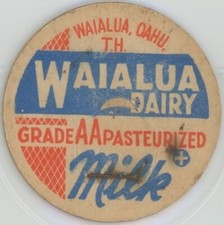 WAIALUA, OAHU,
T.H.
WAIALUA
DAIRY
GRADE AA PASTEURIZED
Milk